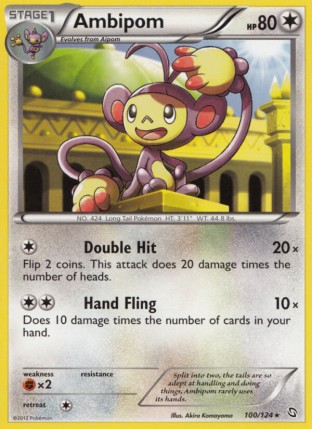 STAGE1 Ambipom HP80
Evolves from Aipom
NO. 424 Long Tail Pokémon HT: 3'11" WT: 44.8 lbs.
Double Hit 20×
Flip 2 coins. This attack does 20 damage times the
number of heads.
Hand Fling 10×
Does 10 damage times the number of cards in your
hand.
weakness resistance
×2
retreat
Split into two, the tails are so
adept at handling and doing
things, Ambipom rarely uses
its hands.
©2012 Pokémon Illus. Akira Komayama 100/124★